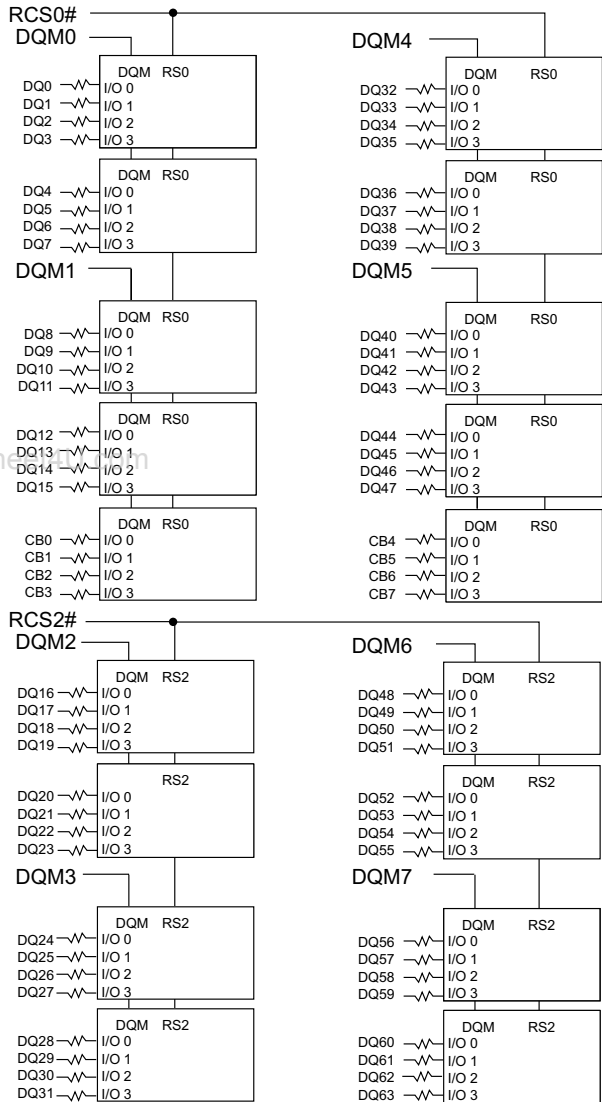 RCS0#
DQM0
DQM RS0
DQ0 I/O 0
DQ1 I/O 1
DQ2 I/O 2
DQ3 I/O 3
DQM RS0
DQ4 I/O 0
DQ5 I/O 1
DQ6 I/O 2
DQ7 I/O 3
DQM1
DQM RS0
DQ8 I/O 0
DQ9 I/O 1
DQ10 I/O 2
DQ11 I/O 3
DQM RS0
DQ12 I/O 0
DQ13 I/O 1
DQ14 I/O 2
DQ15 I/O 3
DQM RS0
CB0 I/O 0
CB1 I/O 1
CB2 I/O 2
CB3 I/O 3
DQM4
DQM RS0
DQ32 I/O 0
DQ33 I/O 1
DQ34 I/O 2
DQ35 I/O 3
DQM RS0
DQ36 I/O 0
DQ37 I/O 1
DQ38 I/O 2
DQ39 I/O 3
DQM5
DQM RS0
DQ40 I/O 0
DQ41 I/O 1
DQ42 I/O 2
DQ43 I/O 3
DQM RS0
DQ44 I/O 0
DQ45 I/O 1
DQ46 I/O 2
DQ47 I/O 3
DQM RS0
CB4 I/O 0
CB5 I/O 1
CB6 I/O 2
CB7 I/O 3
RCS2#
DQM2
DQM RS2
DQ16 I/O 0
DQ17 I/O 1
DQ18 I/O 2
DQ19 I/O 3
RS2
DQ20 I/O 0
DQ21 I/O 1
DQ22 I/O 2
DQ23 I/O 3
DQM3
DQM RS2
DQ24 I/O 0
DQ25 I/O 1
DQ26 I/O 2
DQ27 I/O 3
DQM RS2
DQ28 I/O 0
DQ29 I/O 1
DQ30 I/O 2
DQ31 I/O 3
DQM6
DQM RS2
DQ48 I/O 0
DQ49 I/O 1
DQ50 I/O 2
DQ51 I/O 3
DQM RS2
DQ52 I/O 0
DQ53 I/O 1
DQ54 I/O 2
DQ55 I/O 3
DQM7
DQM RS2
DQ56 I/O 0
DQ57 I/O 1
DQ58 I/O 2
DQ59 I/O 3
DQM RS2
DQ60 I/O 0
DQ61 I/O 1
DQ62 I/O 2
DQ63 I/O 3